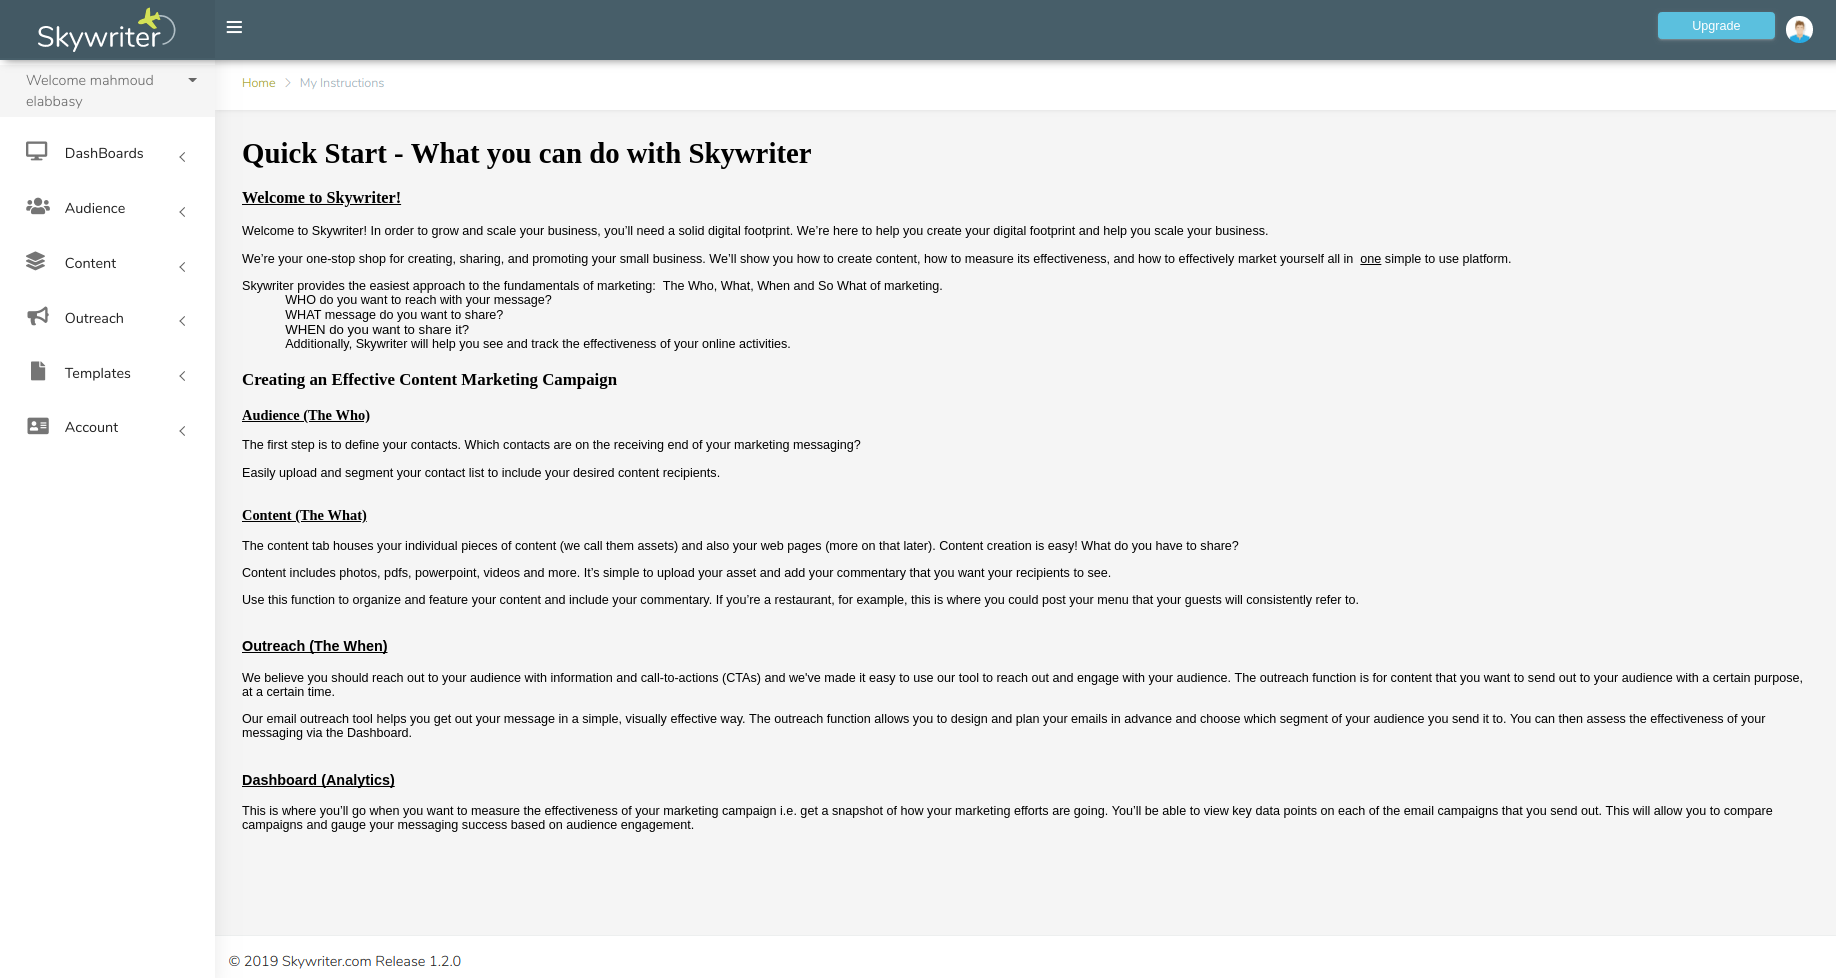 Skywriter
Upgrade
Welcome mahmoud
elabbasy
Home
My Instructions
DashBoards
Audience
Content
Outreach
Templates
Account
Quick Start - What you can do with Skywriter
Welcome to Skywriter!
Welcome to Skywriter! In order to grow and scale your business, you’ll need a solid digital footprint. We’re here to help you create your digital footprint and help you scale your business.
We’re your one-stop shop for creating, sharing, and promoting your small business. We’ll show you how to create content, how to measure its effectiveness, and how to effectively market yourself all in one simple to use platform.
Skywriter provides the easiest approach to the fundamentals of marketing: The Who, What, When and So What of marketing.
WHO do you want to reach with your message?
WHAT message do you want to share?
WHEN do you want to share it?
Additionally, Skywriter will help you see and track the effectiveness of your online activities.
Creating an Effective Content Marketing Campaign
Audience (The Who)
The first step is to define your contacts. Which contacts are on the receiving end of your marketing messaging?
Easily upload and segment your contact list to include your desired content recipients.
Content (The What)
The content tab houses your individual pieces of content (we call them assets) and also your web pages (more on that later). Content creation is easy! What do you have to share?
Content includes photos, pdfs, powerpoint, videos and more. It’s simple to upload your asset and add your commentary that you want your recipients to see.
Use this function to organize and feature your content and include your commentary. If you’re a restaurant, for example, this is where you could post your menu that your guests will consistently refer to.
Outreach (The When)
We believe you should reach out to your audience with information and call-to-actions (CTAs) and we've made it easy to use our tool to reach out and engage with your audience. The outreach function is for content that you want to send out to your audience with a certain purpose,
at a certain time.
Our email outreach tool helps you get out your message in a simple, visually effective way. The outreach function allows you to design and plan your emails in advance and choose which segment of your audience you send it to. You can then assess the effectiveness of your
messaging via the Dashboard.
Dashboard (Analytics)
This is where you’ll go when you want to measure the effectiveness of your marketing campaign i.e. get a snapshot of how your marketing efforts are going. You’ll be able to view key data points on each of the email campaigns that you send out. This will allow you to compare
campaigns and gauge your messaging success based on audience engagement.
© 2019 Skywriter.com Release 1.2.0